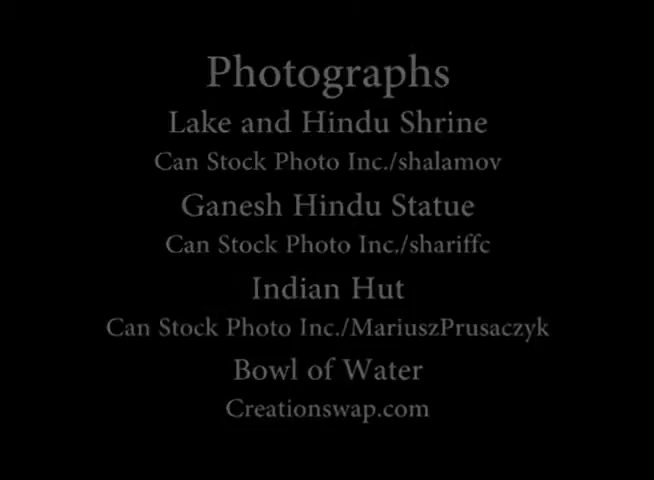 Photographs
Lake and Hindu Shrine
Can Stock Photo Inc./shalamov
Ganesh Hindu Statue
Can Stock Photo Inc./shariffc
Indian Hut
Can Stock Photo Inc./MariuszPrusaczyk
Bowl of Water
Creationswap.com